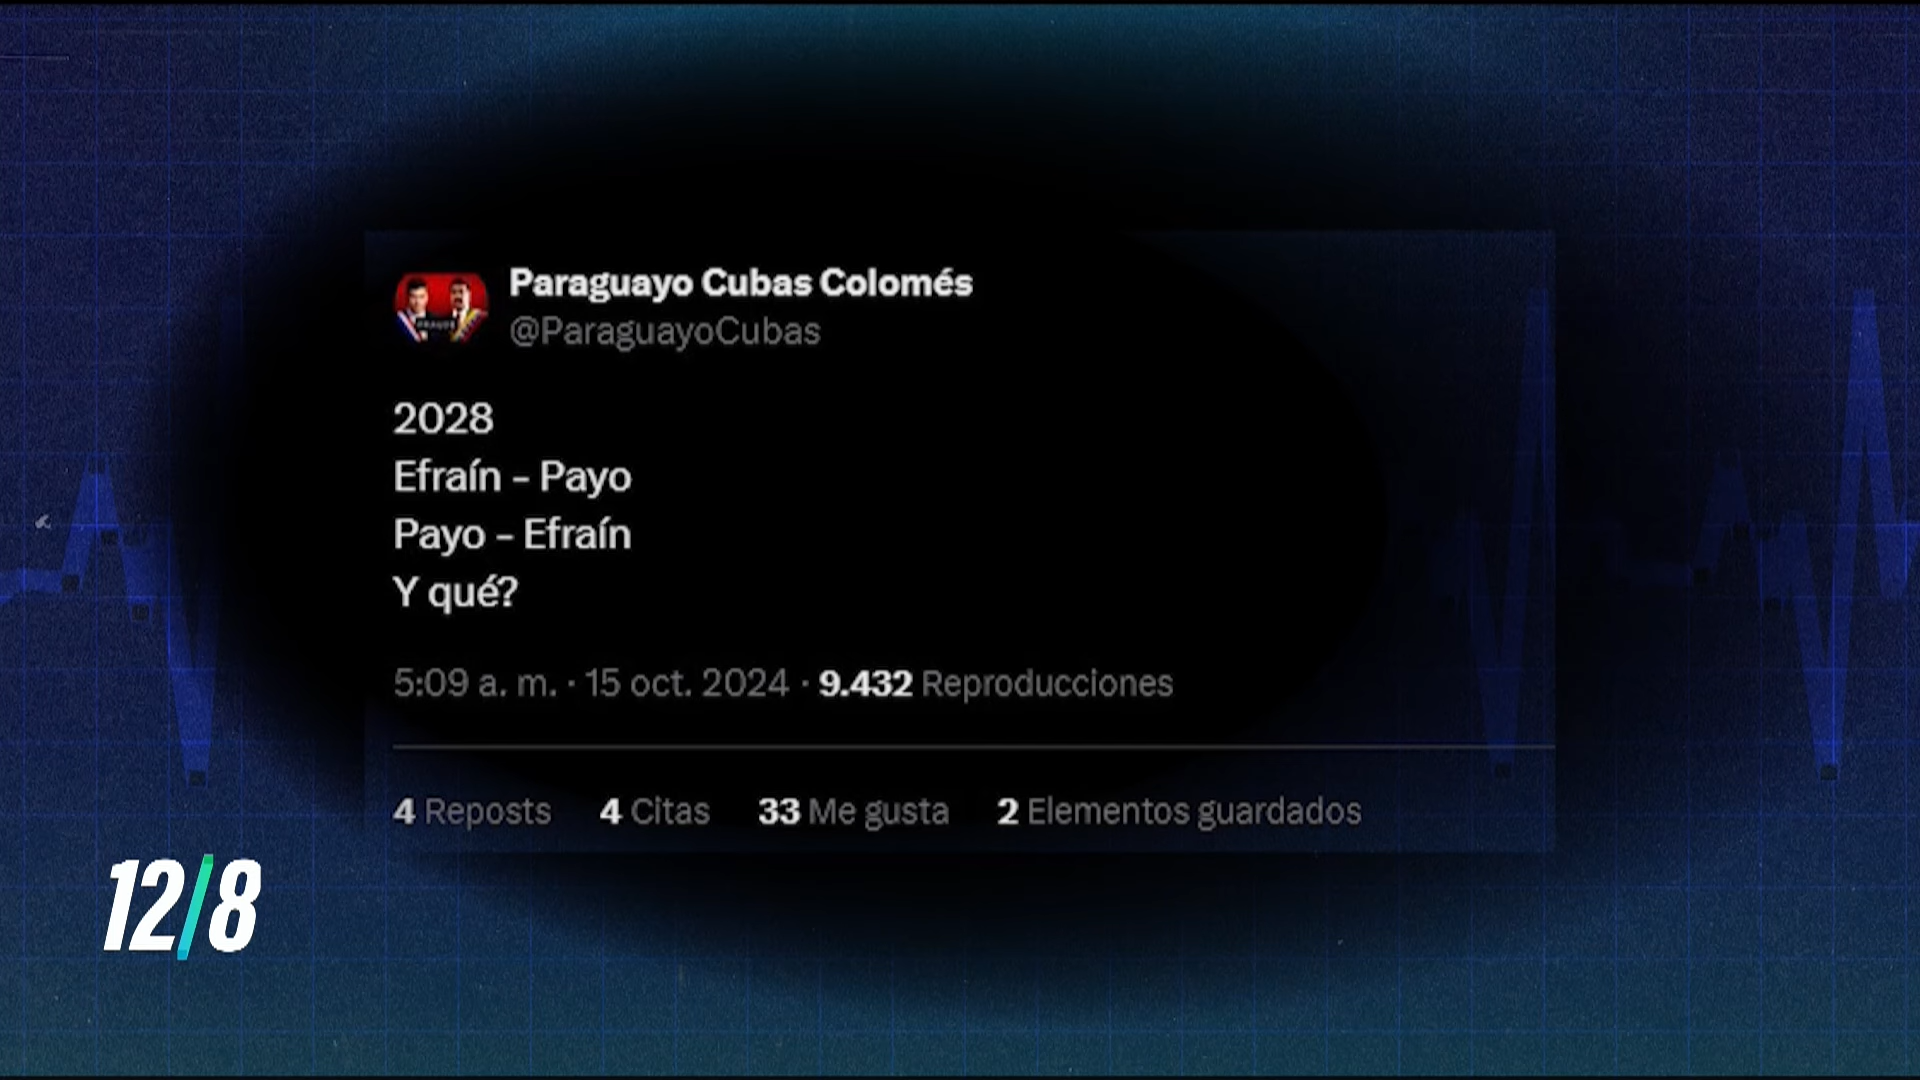 Paraguayo Cubas Colomés
@ParaguayoCubas
2028
Efraín - Payo
Payo - Efraín
Y qué?
5:09 a. m. · 15 oct. 2024 · 9.432 Reproducciones
4 Reposts 4 Citas 33 Me gusta 2 Elementos guardados
12/8